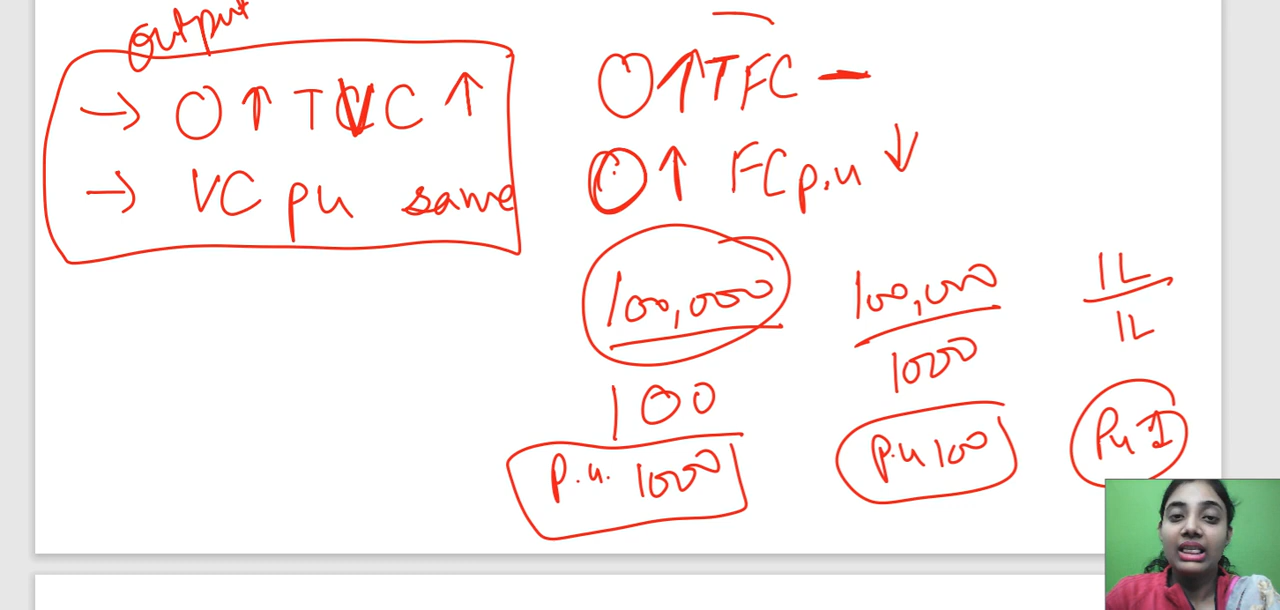 output
→ O↑ TVC ↑
→ VC pu same
O↑ TFC −
O↑ FC p.u ↓
100,000
100
p.u. 1000
100,000
1000
p.u 100
1L
1L
Pu 1